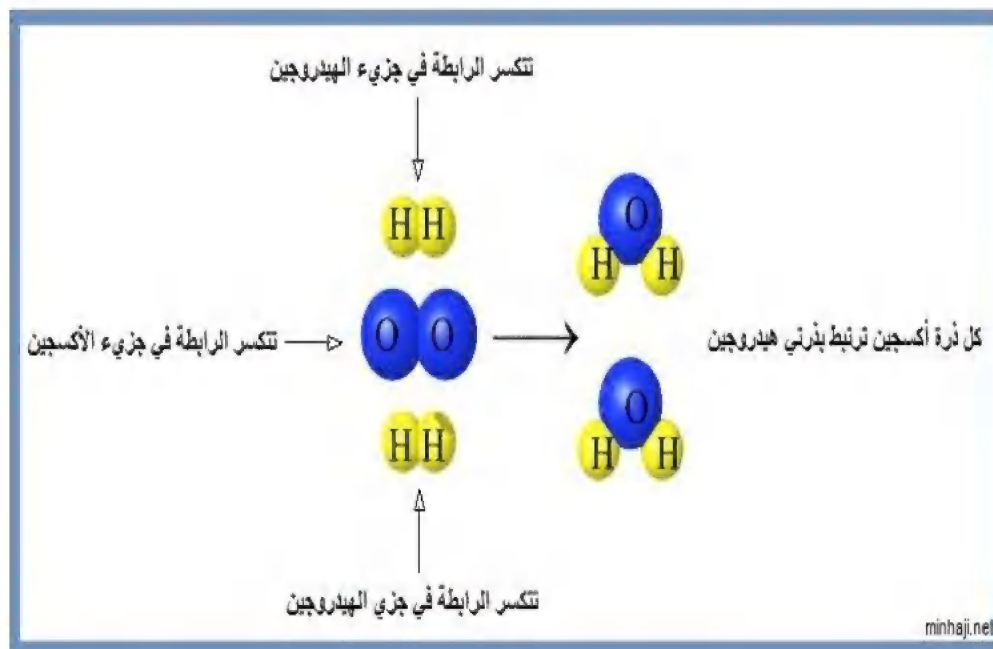 تتكسر الرابطة في جزيء الهيدروجين
H H
O
H H
تتكسر الرابطة في جزيء الأكسجين
O O
كل ذرة أكسجين ترتبط بذرتي هيدروجين
O
H H
H H
تتكسر الرابطة في جزي الهيدروجين
minhaji.net